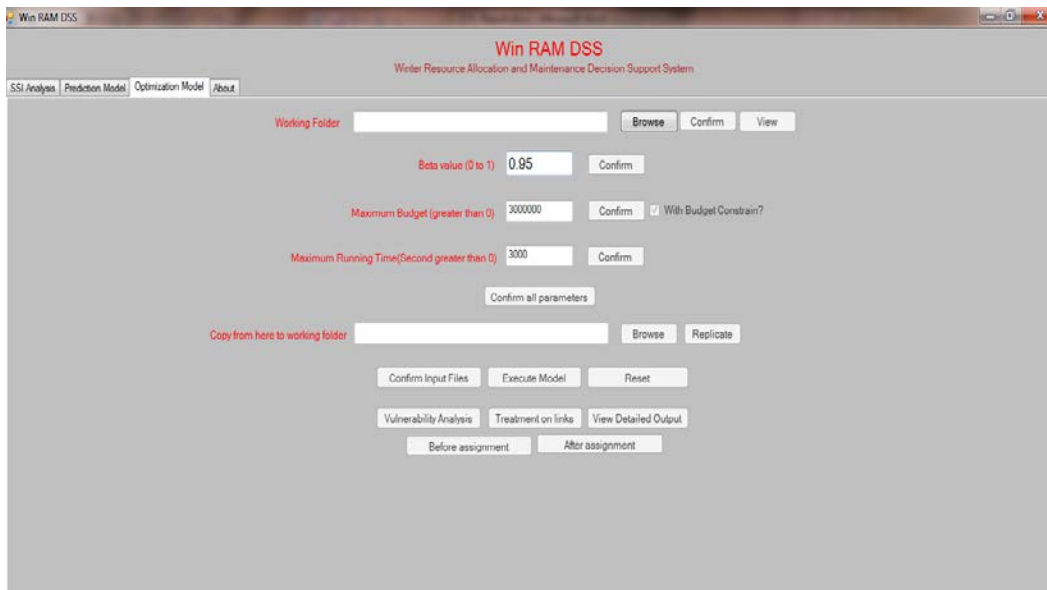 Win RAM DSS
Win RAM DSS
Winter Resource Allocation and Maintenance Decision Support System
SSI Analysis Prediction Model Optimization Model About
Working Folder Browse Confirm View
Beta value (0 to 1) 0.95 Confirm
Maximum Budget (greater than 0) 3000000 Confirm With Budget Constrain?
Maximum Running Time(Second greater than 0) 3000 Confirm
Confirm all parameters
Copy from here to working folder Browse Replicate
Confirm Input Files Execute Model Reset
Vulnerability Analysis Treatment on links View Detailed Output
Before assignment After assignment